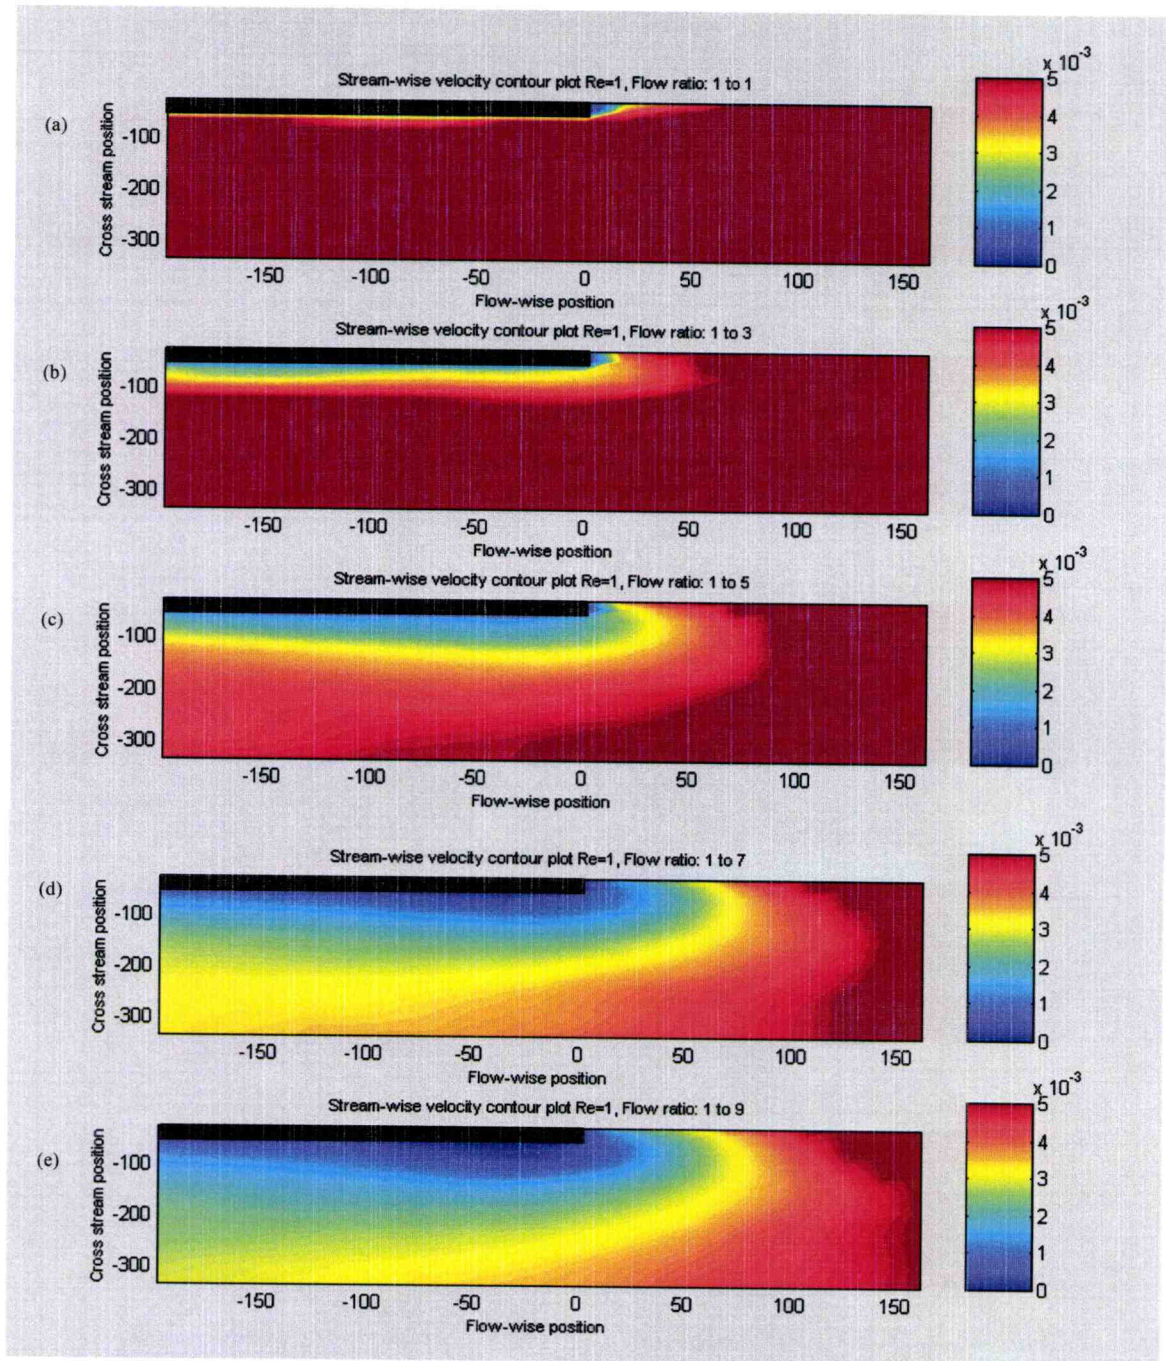 Stream-wise velocity contour plot Re=1, Flow ratio: 1 to 1
(a)
Cross stream position
-100
-200
-300
-150 -100 -50 0 50 100 150
Flow-wise position
x 10-3
5
4
3
2
1
0
Stream-wise velocity contour plot Re=1, Flow ratio: 1 to 3
(b)
Cross stream position
-100
-200
-300
-150 -100 -50 0 50 100 150
Flow-wise position
x 10-3
5
4
3
2
1
0
Stream-wise velocity contour plot Re=1, Flow ratio: 1 to 5
(c)
Cross stream position
-100
-200
-300
-150 -100 -50 0 50 100 150
Flow-wise position
x 10-3
5
4
3
2
1
0
Stream-wise velocity contour plot Re=1, Flow ratio: 1 to 7
(d)
Cross stream position
-100
-200
-300
-150 -100 -50 0 50 100 150
Flow-wise position
x 10-3
5
4
3
2
1
0
Stream-wise velocity contour plot Re=1, Flow ratio: 1 to 9
(e)
Cross stream position
-100
-200
-300
-150 -100 -50 0 50 100 150
Flow-wise position
x 10-3
5
4
3
2
1
0